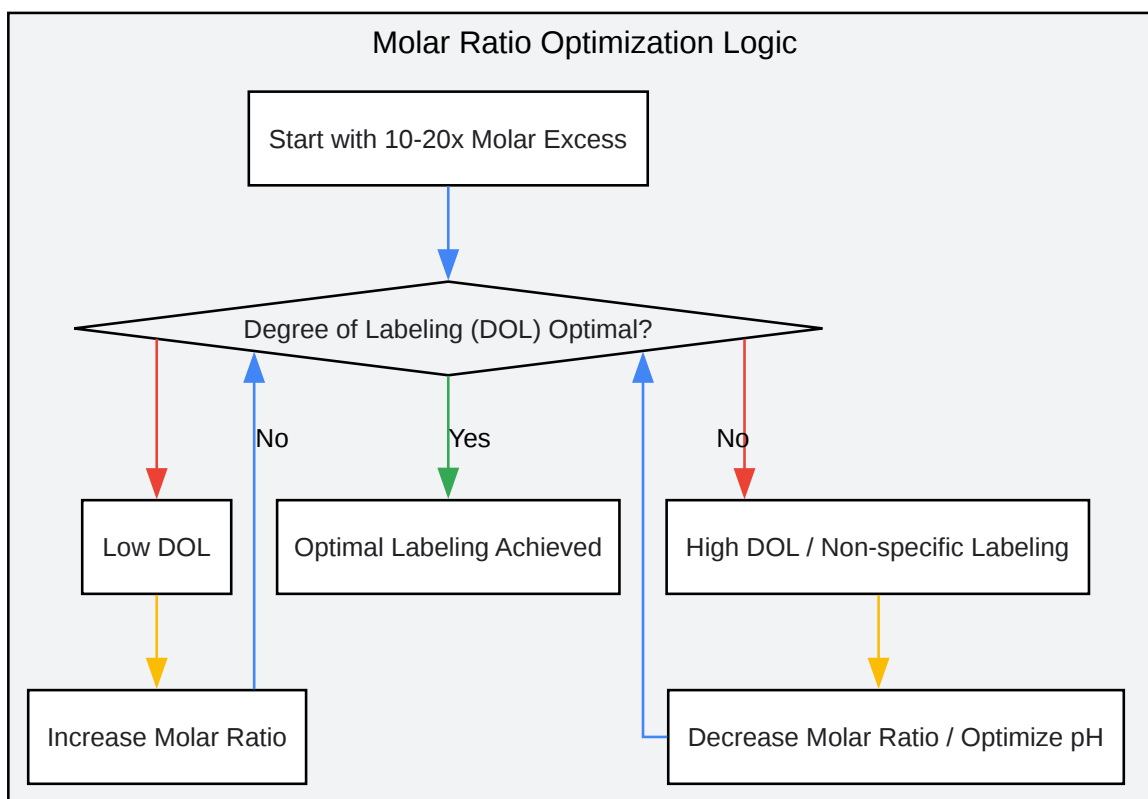 Molar Ratio Optimization Logic
Start with 10-20x Molar Excess
Degree of Labeling (DOL) Optimal?
No
Yes
No
Low DOL
Optimal Labeling Achieved
High DOL / Non-specific Labeling
Increase Molar Ratio
Decrease Molar Ratio / Optimize pH